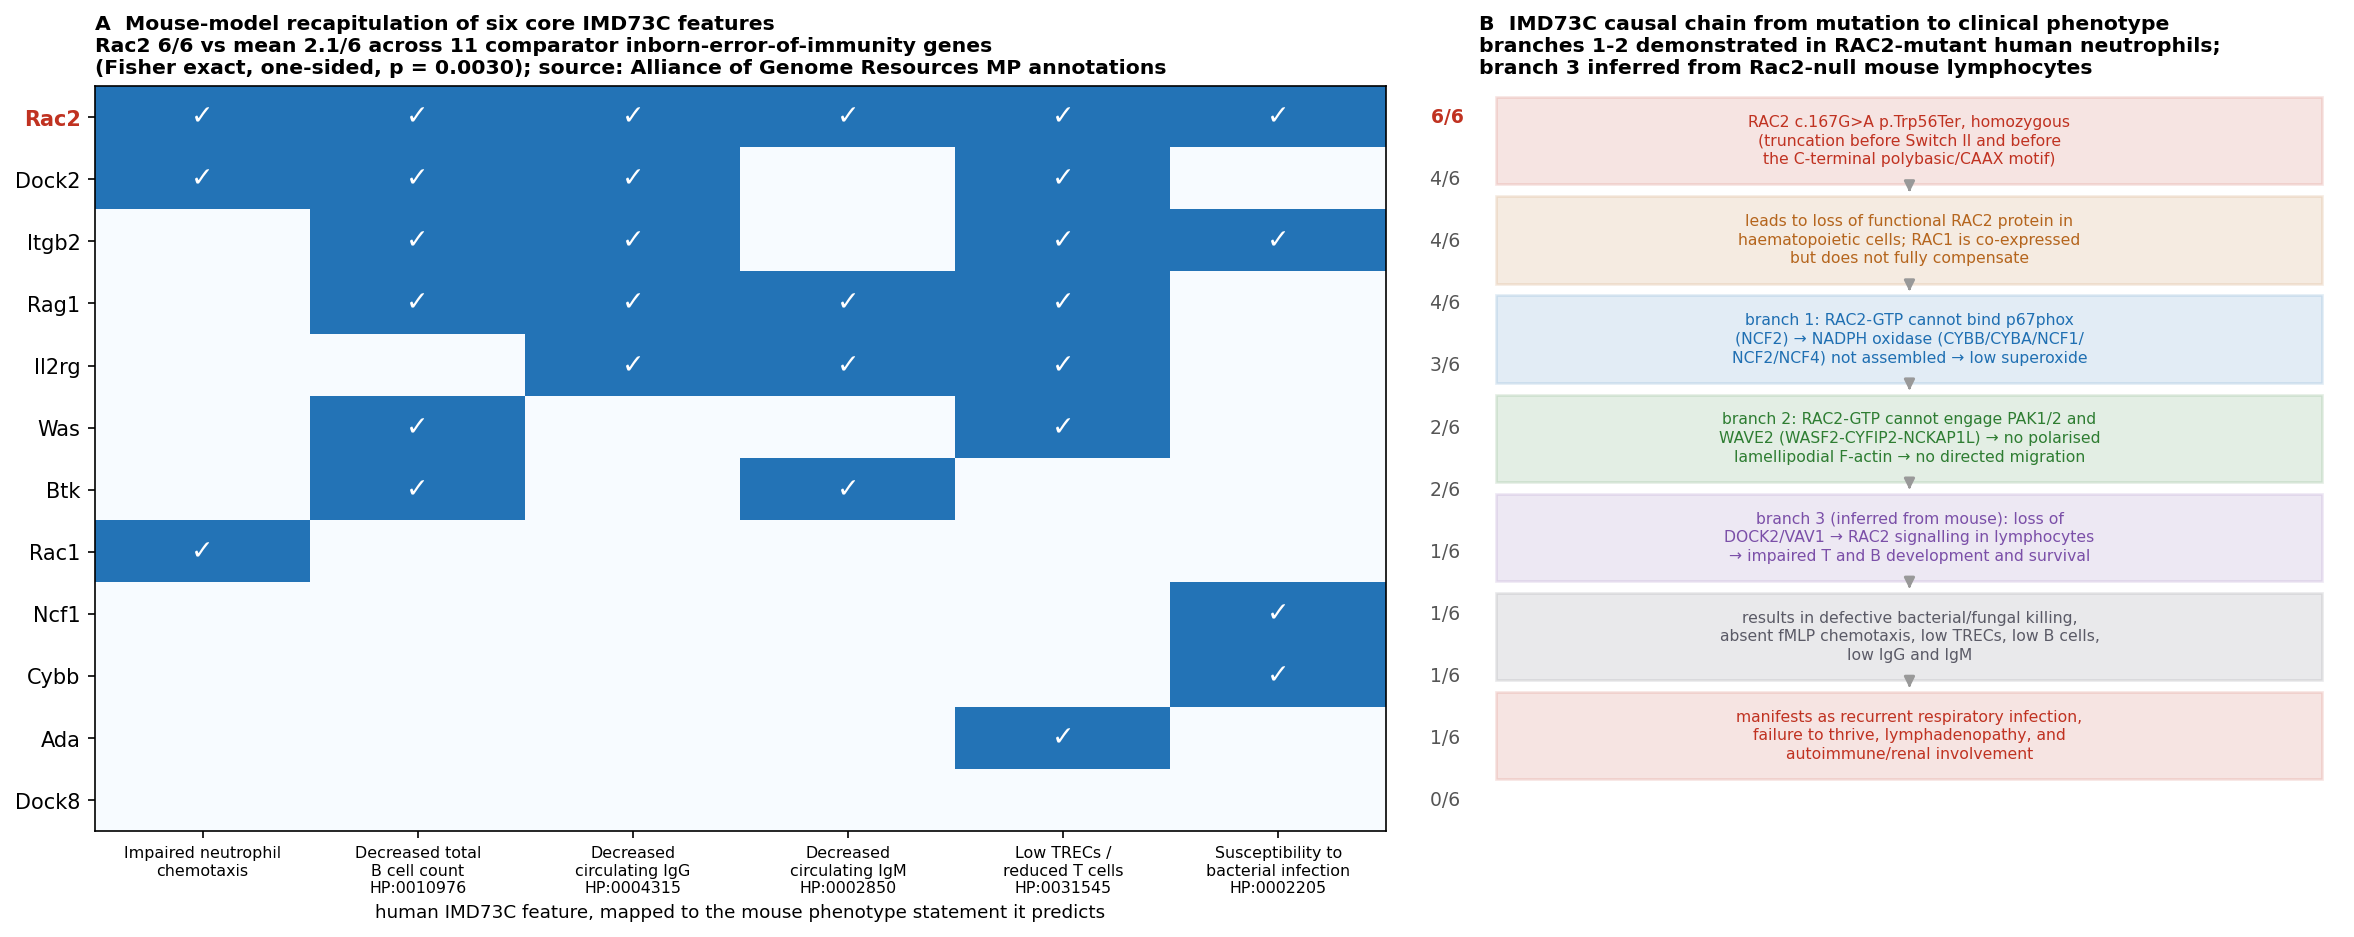 A  Mouse-model recapitulation of six core IMD73C features
Rac2 6/6 vs mean 2.1/6 across 11 comparator inborn-error-of-immunity genes
(Fisher exact, one-sided, p = 0.0030); source: Alliance of Genome Resources MP annotations
Rac2 ✓ ✓ ✓ ✓ ✓ ✓ 6/6
Dock2 ✓ ✓ ✓ ✓ 4/6
Itgb2 ✓ ✓ ✓ ✓ 4/6
Rag1 ✓ ✓ ✓ ✓ 4/6
Il2rg ✓ ✓ ✓ 3/6
Was ✓ ✓ 2/6
Btk ✓ ✓ 2/6
Rac1 ✓ 1/6
Ncf1 ✓ 1/6
Cybb ✓ 1/6
Ada ✓ 1/6
Dock8 0/6
Impaired neutrophil
chemotaxis
Decreased total
B cell count
HP:0010976
Decreased
circulating IgG
HP:0004315
Decreased
circulating IgM
HP:0002850
Low TRECs /
reduced T cells
HP:0031545
Susceptibility to
bacterial infection
HP:0002205
human IMD73C feature, mapped to the mouse phenotype statement it predicts
B  IMD73C causal chain from mutation to clinical phenotype
branches 1-2 demonstrated in RAC2-mutant human neutrophils;
branch 3 inferred from Rac2-null mouse lymphocytes
RAC2 c.167G>A p.Trp56Ter, homozygous
(truncation before Switch II and before
the C-terminal polybasic/CAAX motif)
leads to loss of functional RAC2 protein in
haematopoietic cells; RAC1 is co-expressed
but does not fully compensate
branch 1: RAC2-GTP cannot bind p67phox
(NCF2) → NADPH oxidase (CYBB/CYBA/NCF1/
NCF2/NCF4) not assembled → low superoxide
branch 2: RAC2-GTP cannot engage PAK1/2 and
WAVE2 (WASF2-CYFIP2-NCKAP1L) → no polarised
lamellipodial F-actin → no directed migration
branch 3 (inferred from mouse): loss of
DOCK2/VAV1 → RAC2 signalling in lymphocytes
→ impaired T and B development and survival
results in defective bacterial/fungal killing,
absent fMLP chemotaxis, low TRECs, low B cells,
low IgG and IgM
manifests as recurrent respiratory infection,
failure to thrive, lymphadenopathy, and
autoimmune/renal involvement